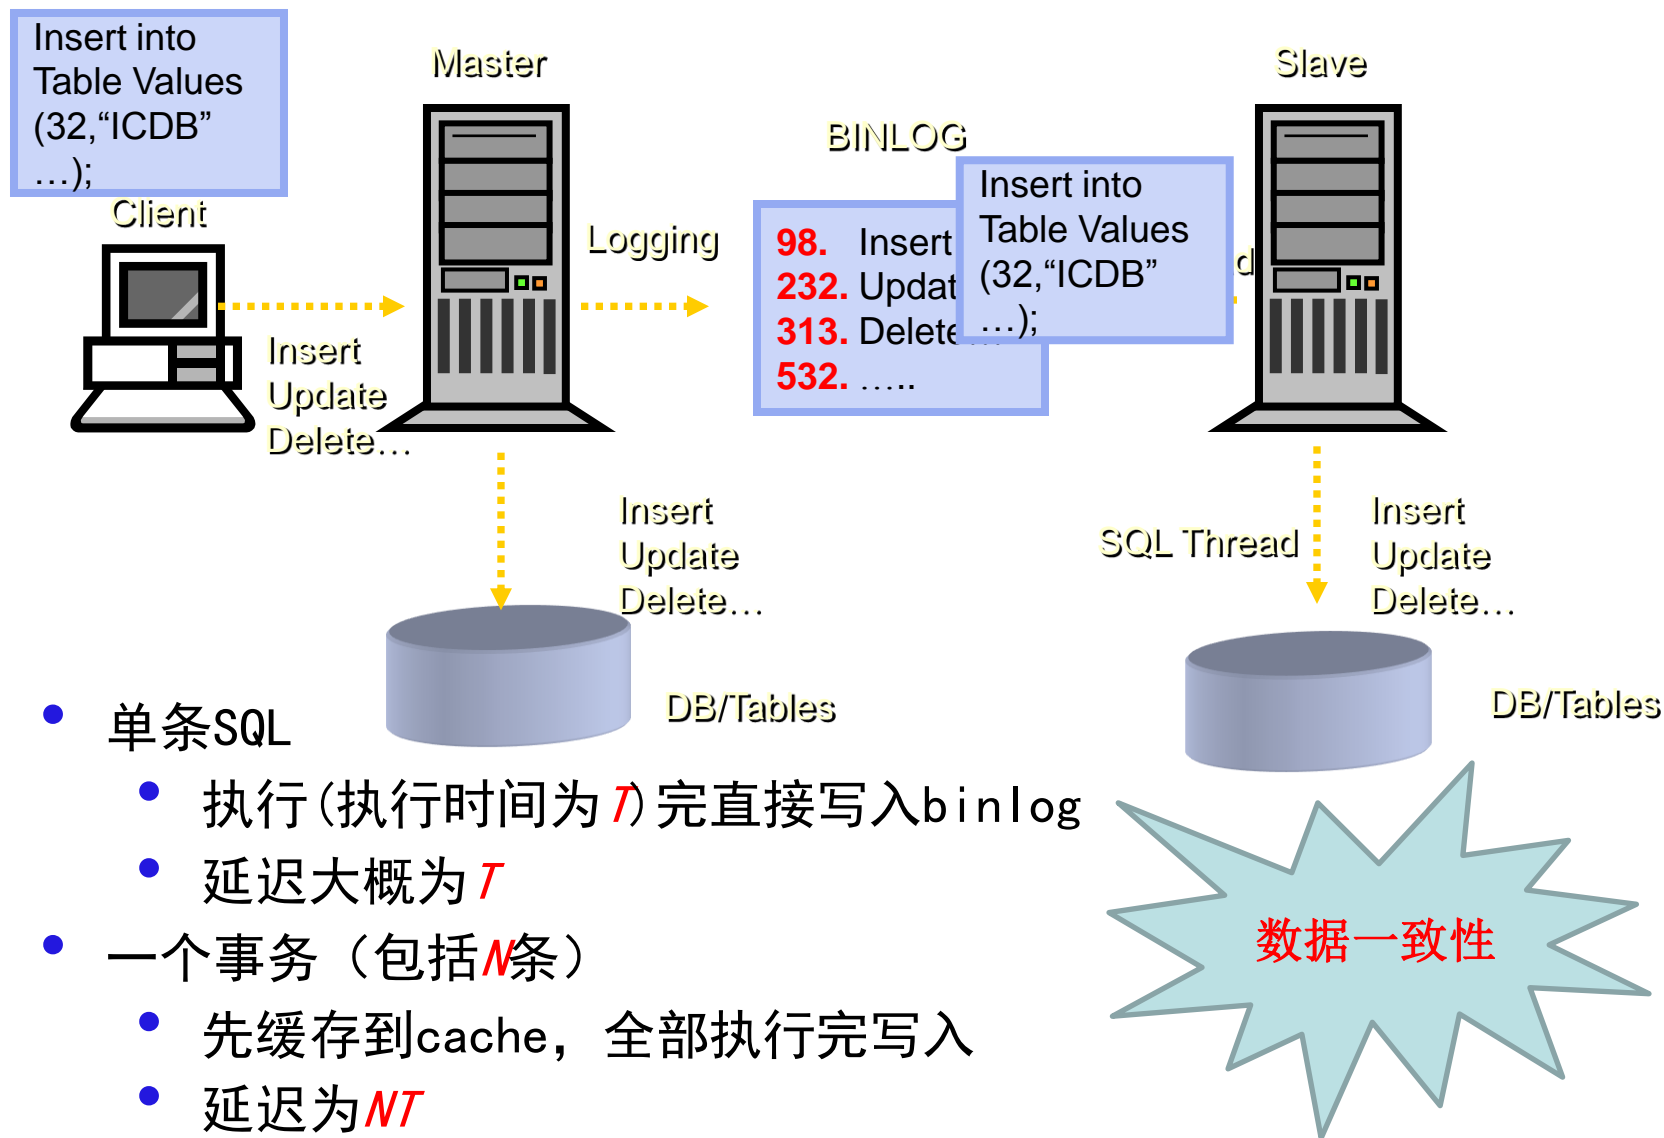 Insert into
Table Values
(32,“ICDB”
…);
Client
Master
Slave
BINLOG
Logging
98. Insert
232. Updat
313. Delete…
532. …..
Insert into
Table Values
(32,“ICDB”
…);
d
Insert
Update
Delete…
Insert
Update
Delete…
SQL Thread
Insert
Update
Delete…
DB/Tables
DB/Tables
• 单条SQL
• 执行(执行时间为T)完直接写入binlog
• 延迟大概为T
• 一个事务（包括N条）
• 先缓存到cache，全部执行完写入
• 延迟为NT
数据一致性